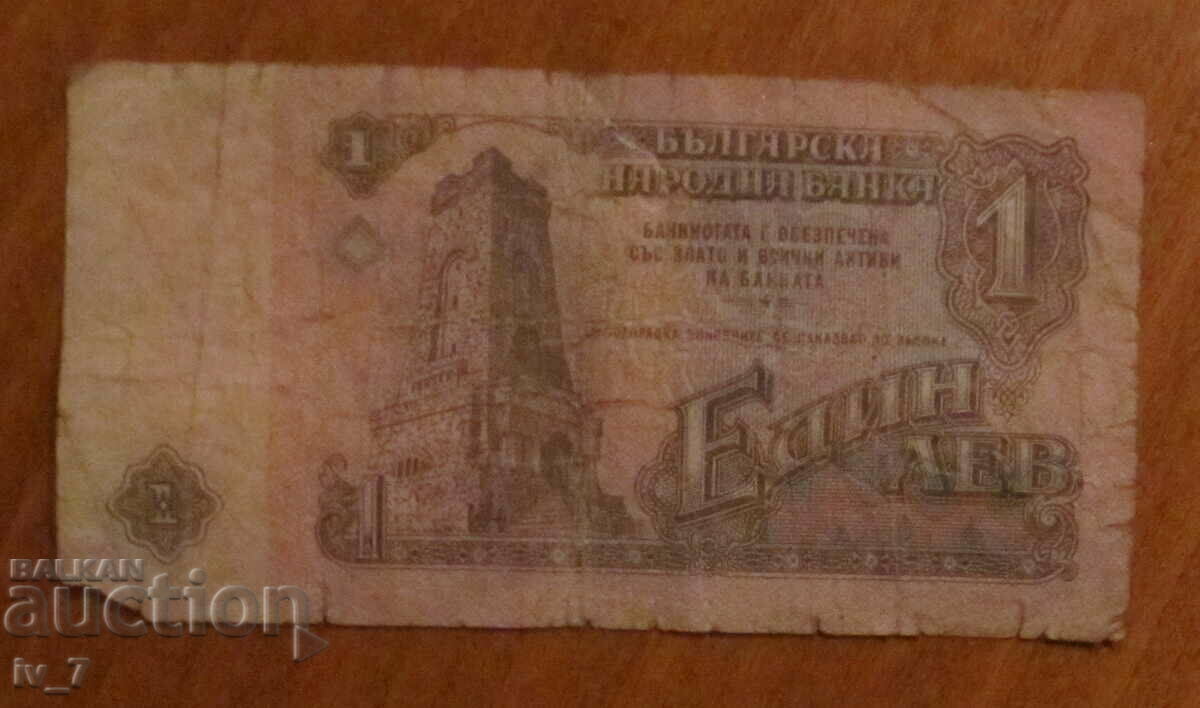 1
БЪЛГАРСКА
НАРОДНА БАНКА
1
БАНКНОТАТА Е ОБЕЗПЕЧЕНА
СЪС ЗЛАТО И ВСИЧКИ АКТИВИ
НА БАНКАТА
ЕДИН
ЛЕВ
1
BALKAN
auction
iv_7